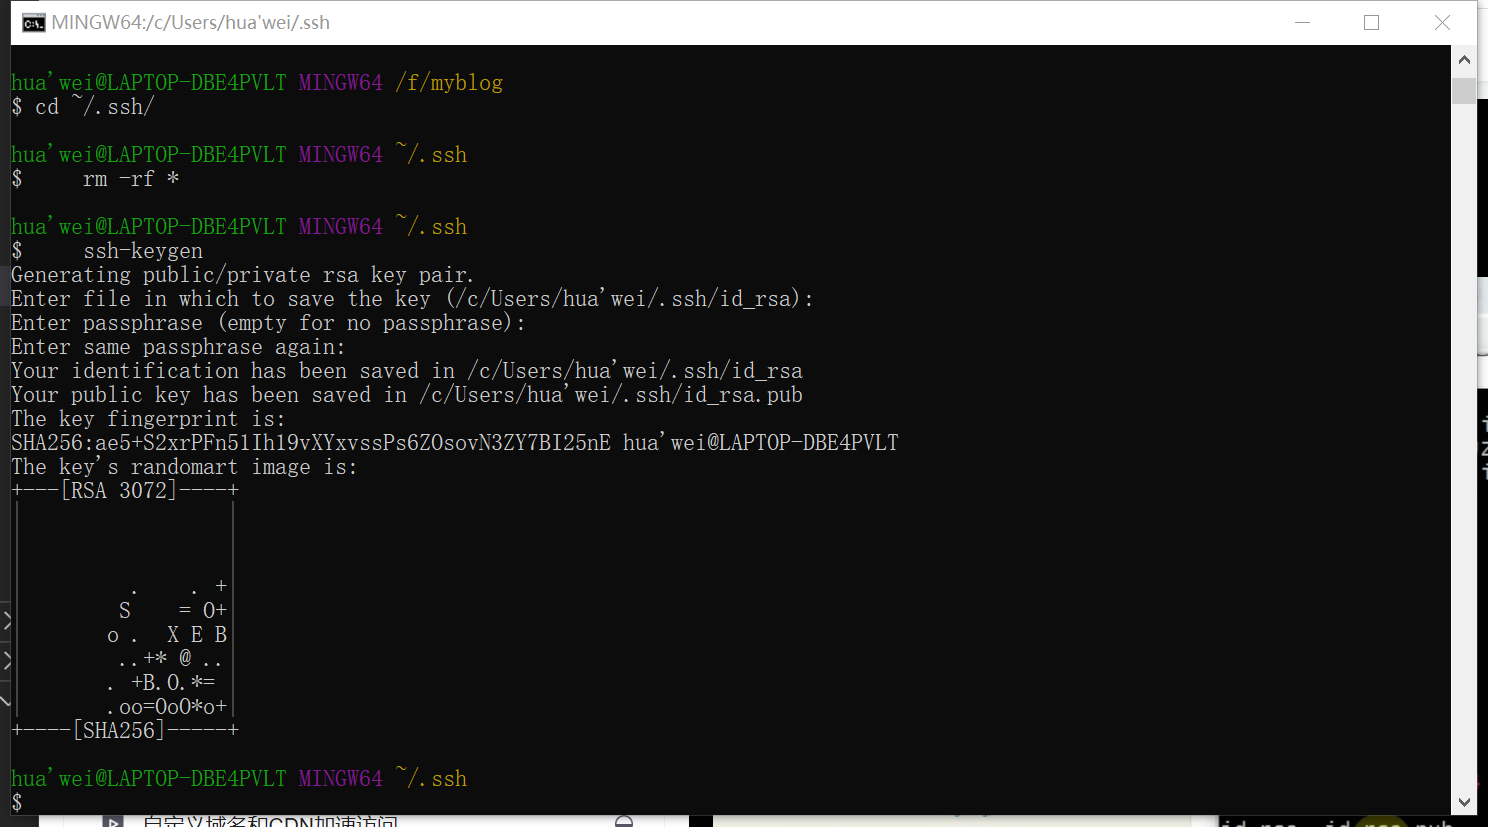 MINGW64:/c/Users/hua'wei/.ssh
hua'wei@LAPTOP-DBE4PVLT MINGW64 /f/myblog
$ cd ~/.ssh/
hua'wei@LAPTOP-DBE4PVLT MINGW64 ~/.ssh
$     rm -rf *
hua'wei@LAPTOP-DBE4PVLT MINGW64 ~/.ssh
$     ssh-keygen
Generating public/private rsa key pair.
Enter file in which to save the key (/c/Users/hua'wei/.ssh/id_rsa):
Enter passphrase (empty for no passphrase):
Enter same passphrase again:
Your identification has been saved in /c/Users/hua'wei/.ssh/id_rsa
Your public key has been saved in /c/Users/hua'wei/.ssh/id_rsa.pub
The key fingerprint is:
SHA256:ae5+S2xrPFn51Ih19vXYxvssPs6ZOsovN3ZY7BI25nE hua'wei@LAPTOP-DBE4PVLT
The key's randomart image is:
+---[RSA 3072]----+
|                 |
|                 |
|                 |
|         .    . +|
|        S    = O+|
|       o .  X E B|
|        ..+* @ ..|
|       . +B.O.*= |
|       .oo=OoO*o+|
+----[SHA256]-----+
hua'wei@LAPTOP-DBE4PVLT MINGW64 ~/.ssh
$
自定义域名和CDN加速访问
id_rsa id_rsa.pub